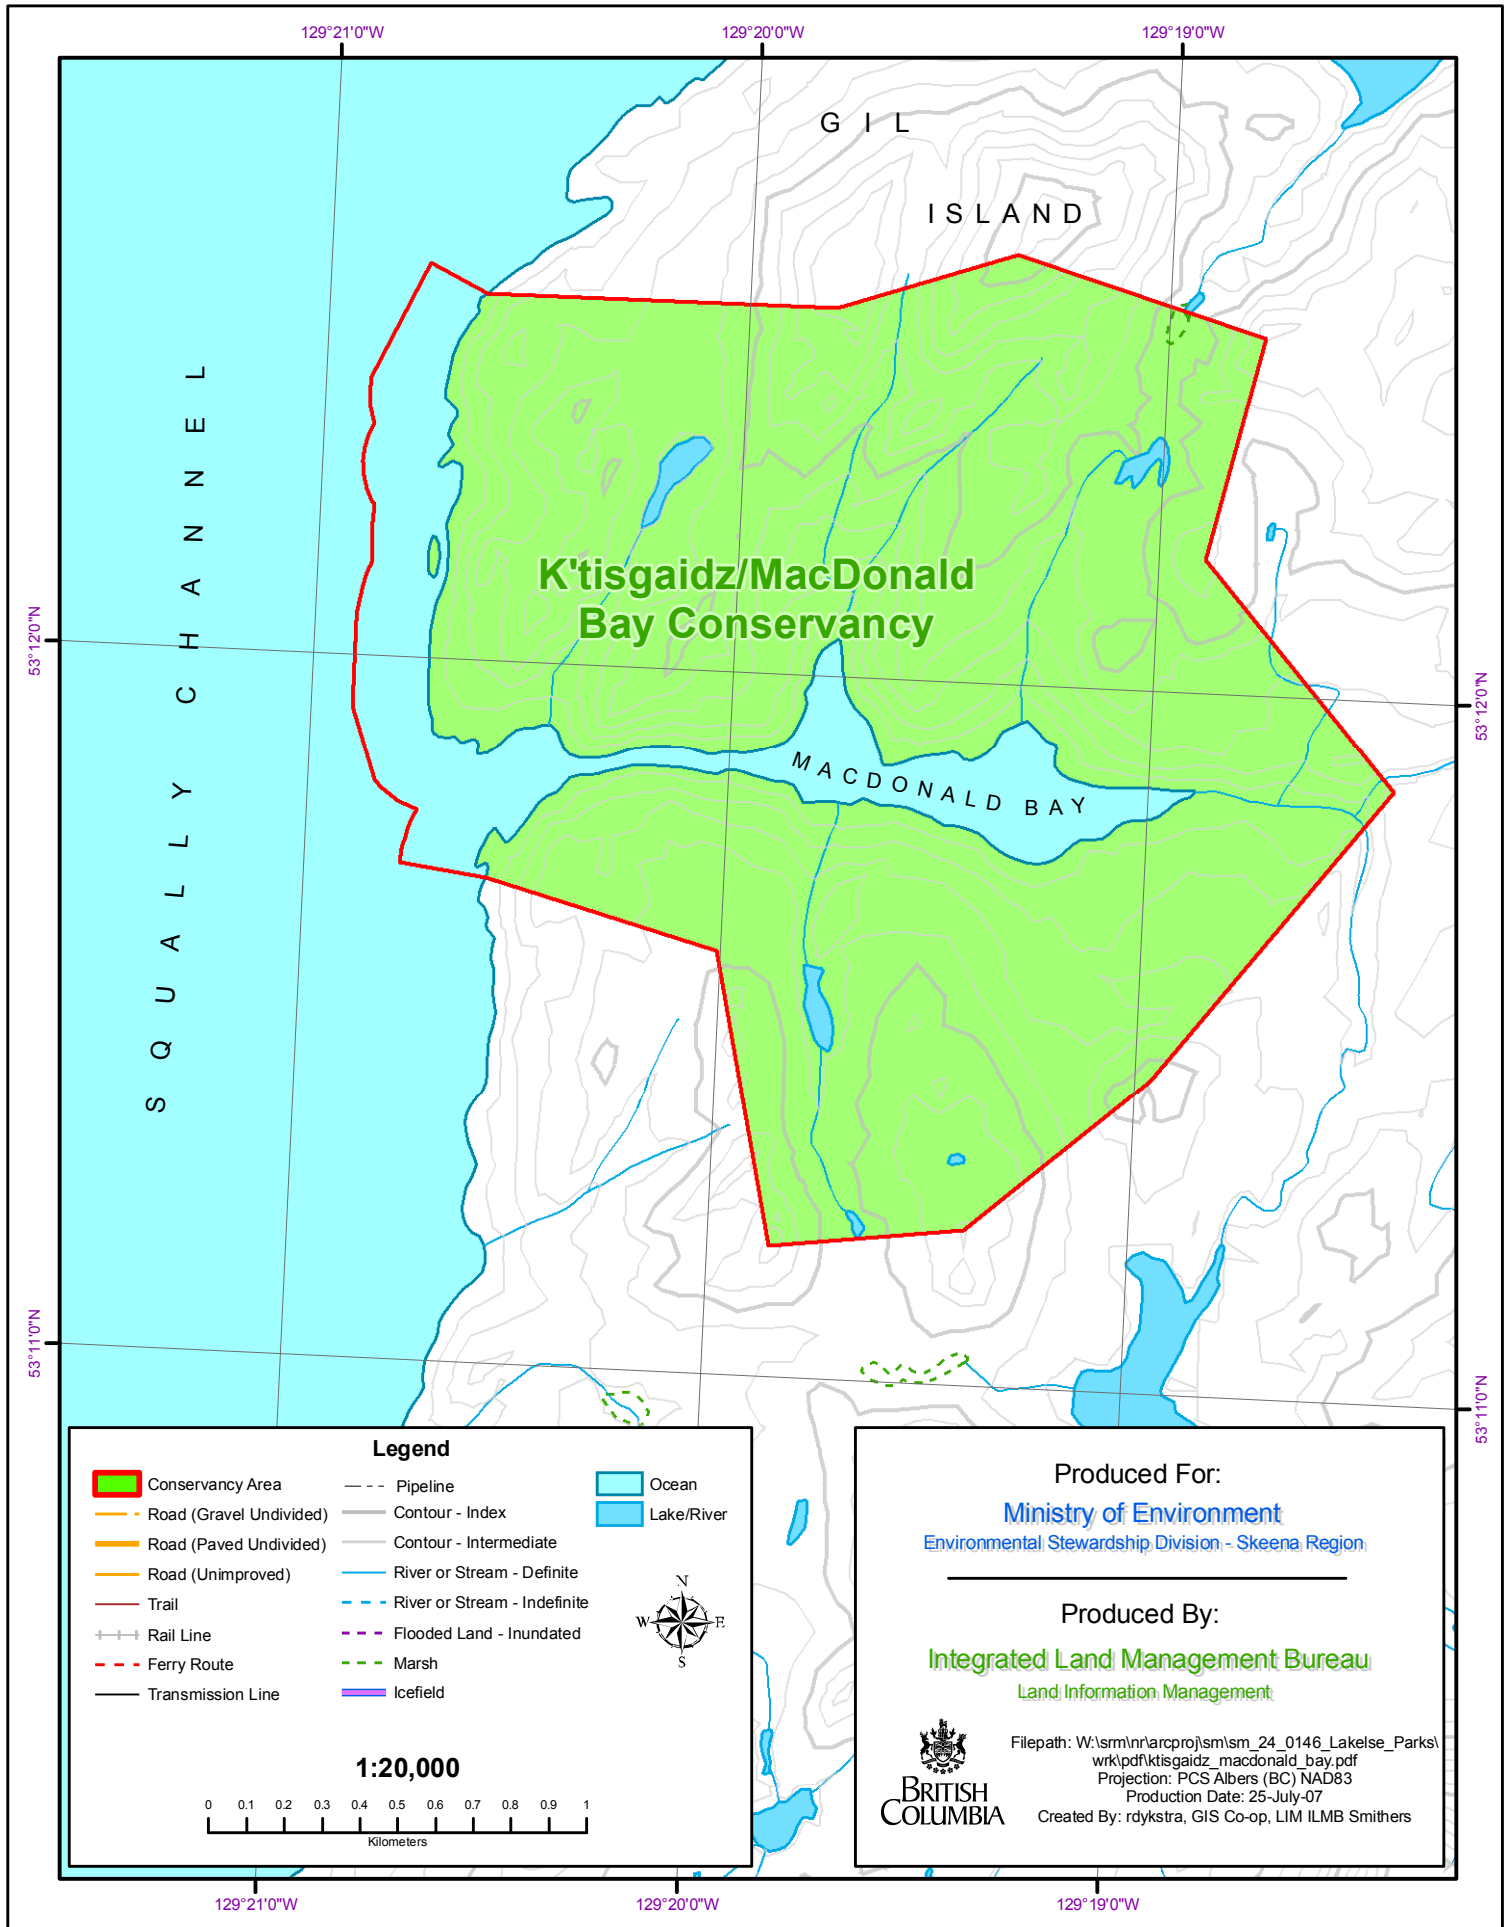 129°21'0"W
129°20'0"W
129°19'0"W
GIL
ISLAND
SQUALLY CHANNEL
K'tisgaidz/MacDonald
Bay Conservancy
MACDONALD BAY
53°12'0"N
53°12'0"N
53°11'0"N
53°11'0"N
Legend
Conservancy Area
Road (Gravel Undivided)
Road (Paved Undivided)
Road (Unimproved)
Trail
Rail Line
Ferry Route
Transmission Line
Pipeline
Contour - Index
Contour - Intermediate
River or Stream - Definite
River or Stream - Indefinite
Flooded Land - Inundated
Marsh
Icefield
Ocean
Lake/River
N
W
E
S
1:20,000
0 0.1 0.2 0.3 0.4 0.5 0.6 0.7 0.8 0.9 1
Kilometers
Produced For:
Ministry of Environment
Environmental Stewardship Division - Skeena Region
Produced By:
Integrated Land Management Bureau
Land Information Management
BRITISH
COLUMBIA
Filepath: W:\srm\nr\arcproj\sm\sm_24_0146_Lakelse_Parks\
wrk\pdf\ktisgaidz_macdonald_bay.pdf
Projection: PCS Albers (BC) NAD83
Production Date: 25-July-07
Created By: rdykstra, GIS Co-op, LIM ILMB Smithers
129°21'0"W
129°20'0"W
129°19'0"W